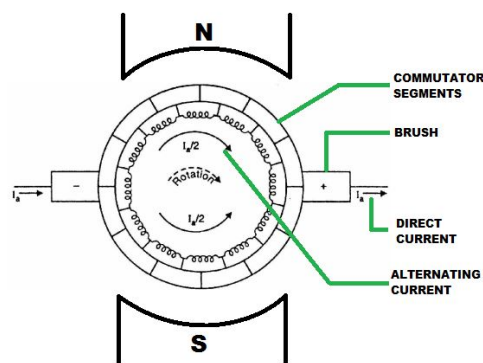 N
COMMUTATOR
SEGMENTS
BRUSH
Ia/2
Rotation
−
+
Ia
Ia
Ia/2
DIRECT
CURRENT
ALTERNATING
CURRENT
S